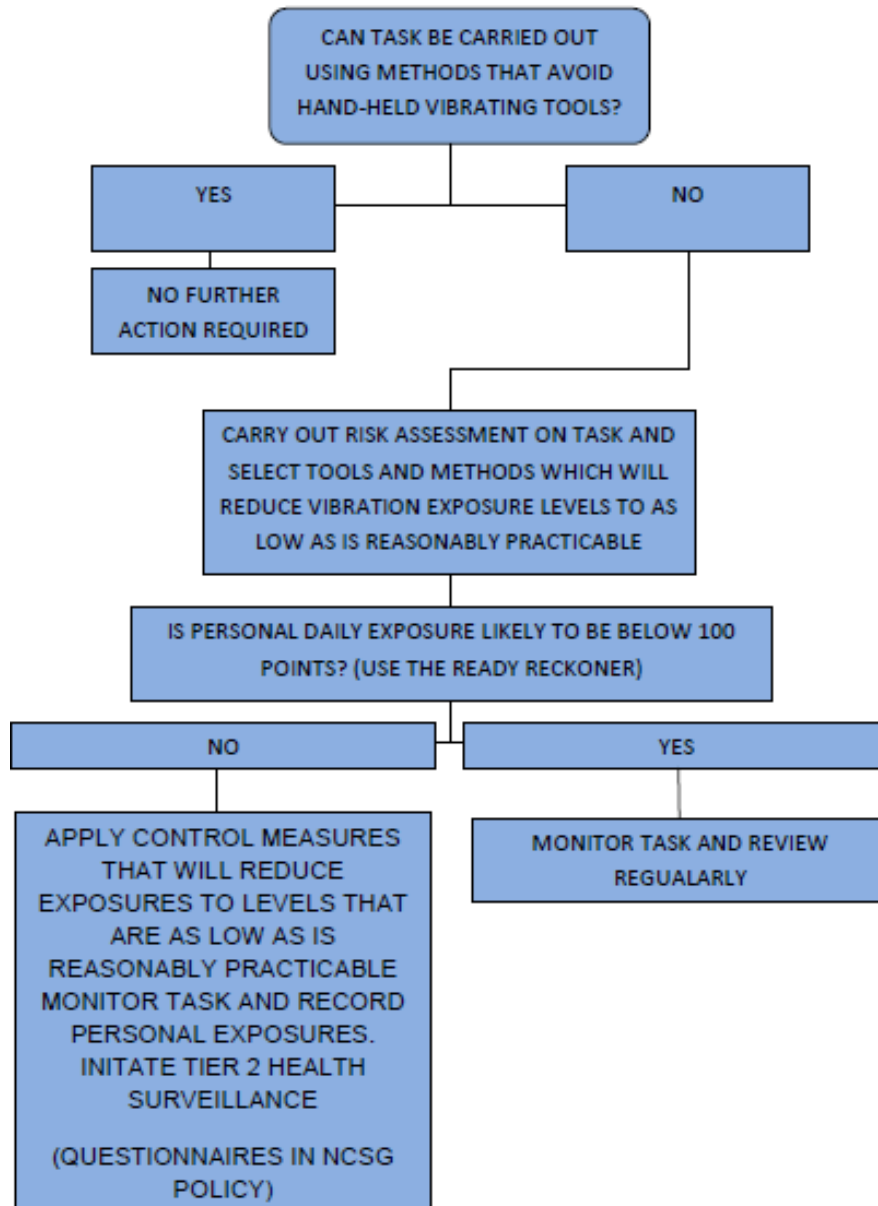 CAN TASK BE CARRIED OUT
USING METHODS THAT AVOID
HAND-HELD VIBRATING TOOLS?
YES
NO
NO FURTHER
ACTION REQUIRED
CARRY OUT RISK ASSESSMENT ON TASK AND
SELECT TOOLS AND METHODS WHICH WILL
REDUCE VIBRATION EXPOSURE LEVELS TO AS
LOW AS IS REASONABLY PRACTICABLE
IS PERSONAL DAILY EXPOSURE LIKELY TO BE BELOW 100
POINTS? (USE THE READY RECKONER)
NO
YES
APPLY CONTROL MEASURES
THAT WILL REDUCE
EXPOSURES TO LEVELS THAT
ARE AS LOW AS IS
REASONABLY PRACTICABLE
MONITOR TASK AND RECORD
PERSONAL EXPOSURES.
INITATE TIER 2 HEALTH
SURVEILLANCE
(QUESTIONNAIRES IN NCSG
POLICY)
MONITOR TASK AND REVIEW
REGUALARLY